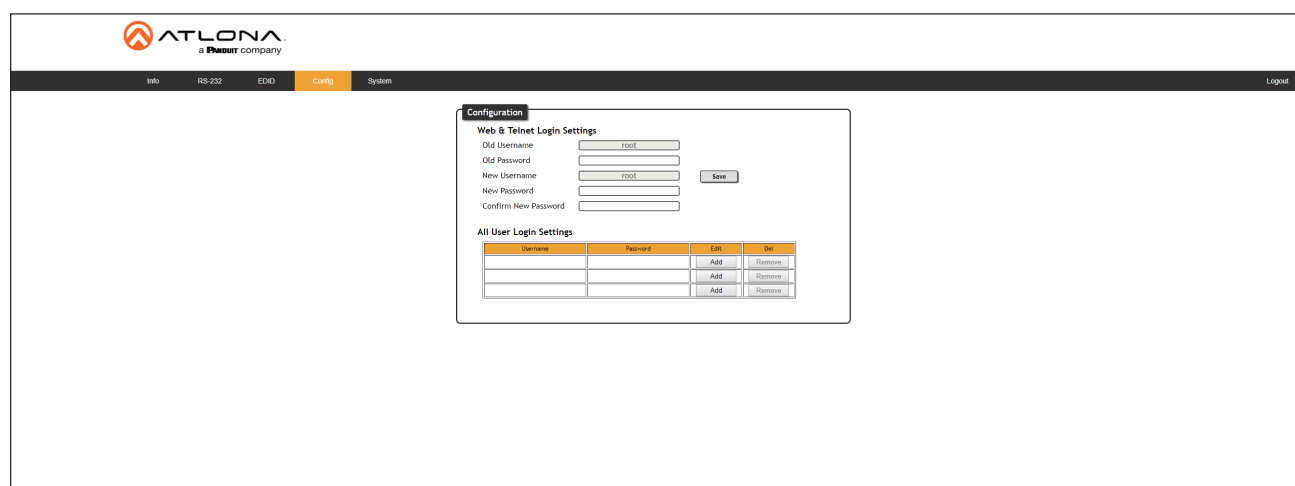 ATLONA.
a PANDUIT company
Info RS-232 EDID Config System Logout
Configuration
Web & Telnet Login Settings
Old Username root
Old Password
New Username root Save
New Password
Confirm New Password
All User Login Settings
Username Password Edit Del
Add Remove
Add Remove
Add Remove